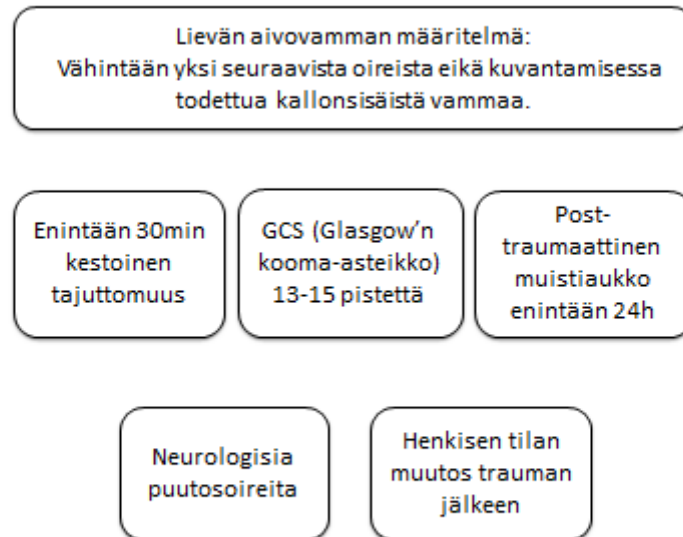 Lievän aivovamman määritelmä:
Vähintään yksi seuraavista oireista eikä kuvantamisessa
todettua kallonsisäistä vammaa.
Enintään 30min
kestoinen
tajuttomuus
GCS (Glasgow’n
kooma-asteikko)
13-15 pistettä
Post-
traumaattinen
muistiaukko
enintään 24h
Neurologisia
puutosoireita
Henkisen tilan
muutos trauman
jälkeen